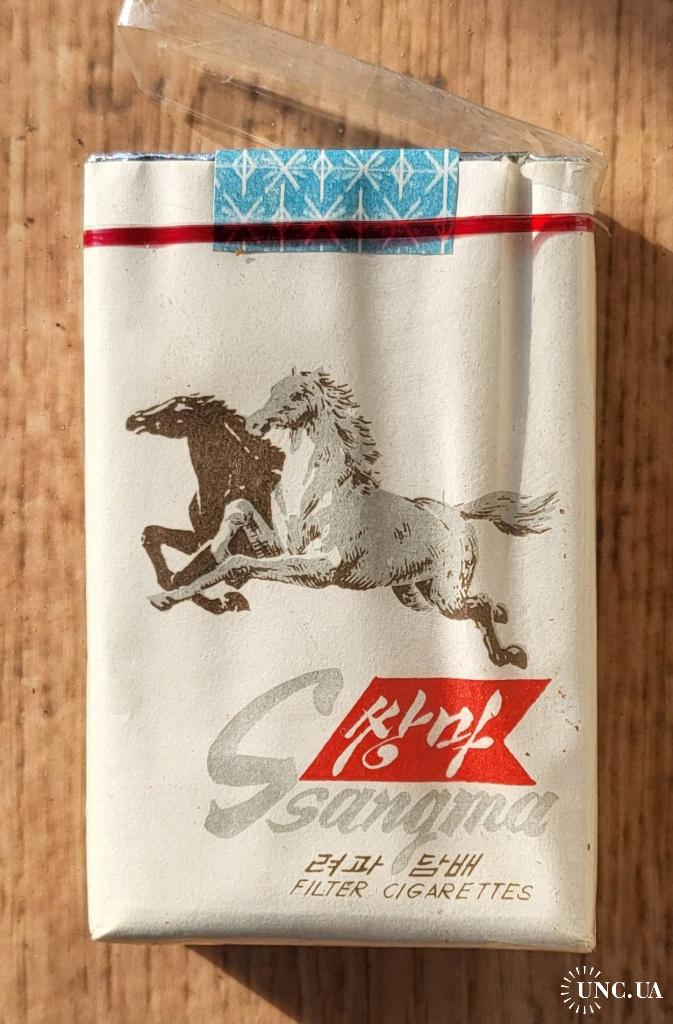 쌍마
Ssangma
려과 담배
FILTER CIGARETTES
UNC.UA